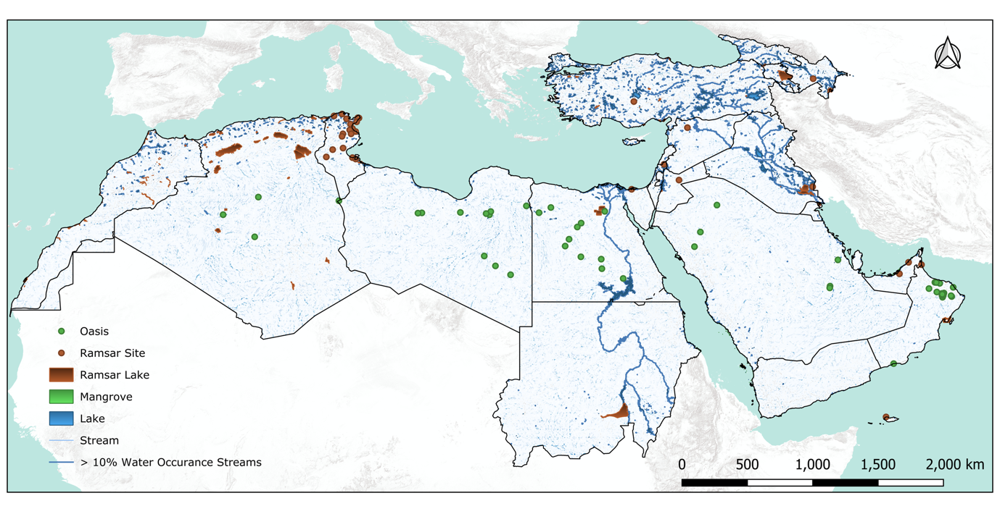 Oasis
Ramsar Site
Ramsar Lake
Mangrove
Lake
Stream
> 10% Water Occurance Streams
0 500 1,000 1,500 2,000 km